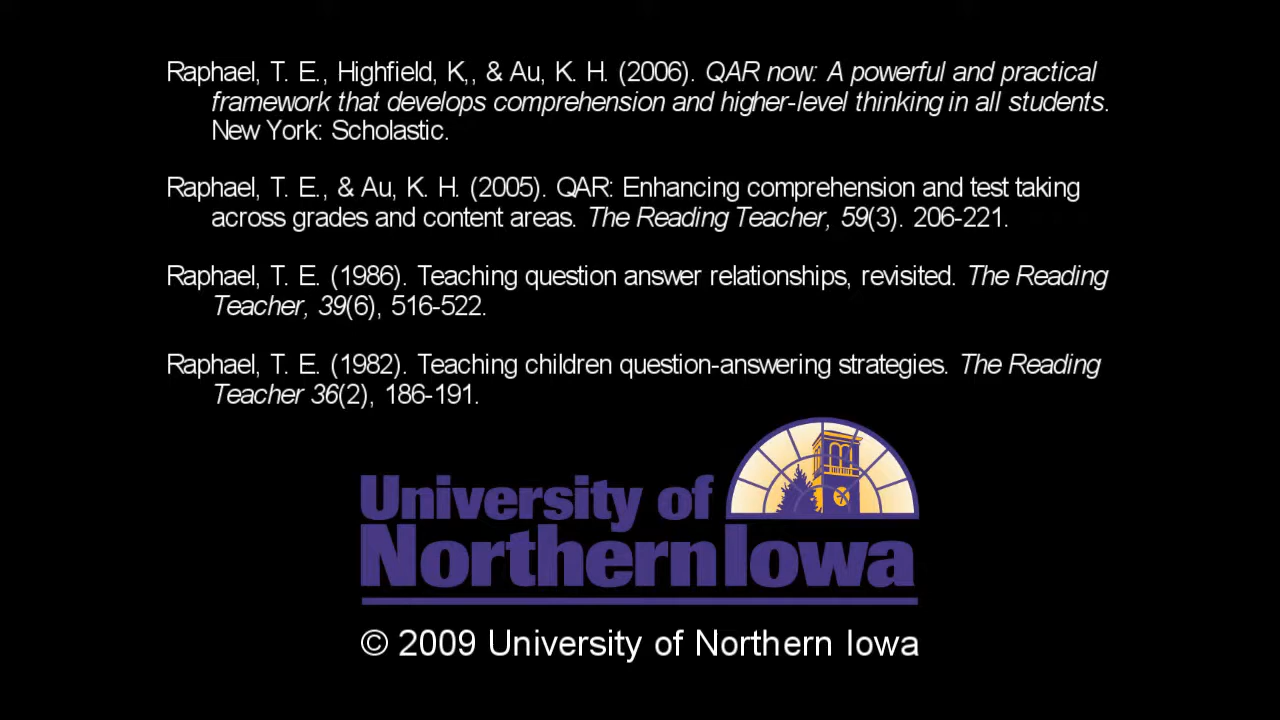 Raphael, T. E., Highfield, K,, & Au, K. H. (2006). QAR now: A powerful and practical
framework that develops comprehension and higher-level thinking in all students.
New York: Scholastic.
Raphael, T. E., & Au, K. H. (2005). QAR: Enhancing comprehension and test taking
across grades and content areas. The Reading Teacher, 59(3). 206-221.
Raphael, T. E. (1986). Teaching question answer relationships, revisited. The Reading
Teacher, 39(6), 516-522.
Raphael, T. E. (1982). Teaching children question-answering strategies. The Reading
Teacher 36(2), 186-191.
University of
Northern Iowa
© 2009 University of Northern Iowa